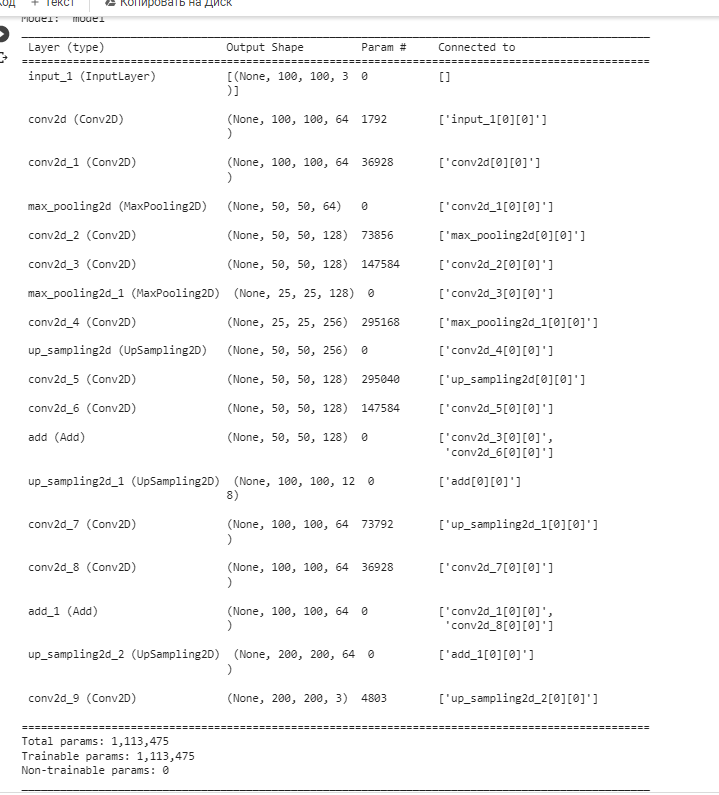 Код + Текст Копировать на Диск
Model: "model"
Layer (type) Output Shape Param # Connected to
input_1 (InputLayer) [(None, 100, 100, 3 0 []
)]
conv2d (Conv2D) (None, 100, 100, 64 1792 ['input_1[0][0]']
)
conv2d_1 (Conv2D) (None, 100, 100, 64 36928 ['conv2d[0][0]']
)
max_pooling2d (MaxPooling2D) (None, 50, 50, 64) 0 ['conv2d_1[0][0]']
conv2d_2 (Conv2D) (None, 50, 50, 128) 73856 ['max_pooling2d[0][0]']
conv2d_3 (Conv2D) (None, 50, 50, 128) 147584 ['conv2d_2[0][0]']
max_pooling2d_1 (MaxPooling2D) (None, 25, 25, 128) 0 ['conv2d_3[0][0]']
conv2d_4 (Conv2D) (None, 25, 25, 256) 295168 ['max_pooling2d_1[0][0]']
up_sampling2d (UpSampling2D) (None, 50, 50, 256) 0 ['conv2d_4[0][0]']
conv2d_5 (Conv2D) (None, 50, 50, 128) 295040 ['up_sampling2d[0][0]']
conv2d_6 (Conv2D) (None, 50, 50, 128) 147584 ['conv2d_5[0][0]']
add (Add) (None, 50, 50, 128) 0 ['conv2d_3[0][0]',
'conv2d_6[0][0]']
up_sampling2d_1 (UpSampling2D) (None, 100, 100, 12 0 ['add[0][0]']
8)
conv2d_7 (Conv2D) (None, 100, 100, 64 73792 ['up_sampling2d_1[0][0]']
)
conv2d_8 (Conv2D) (None, 100, 100, 64 36928 ['conv2d_7[0][0]']
)
add_1 (Add) (None, 100, 100, 64 0 ['conv2d_1[0][0]',
) 'conv2d_8[0][0]']
up_sampling2d_2 (UpSampling2D) (None, 200, 200, 64 0 ['add_1[0][0]']
)
conv2d_9 (Conv2D) (None, 200, 200, 3) 4803 ['up_sampling2d_2[0][0]']
Total params: 1,113,475
Trainable params: 1,113,475
Non-trainable params: 0